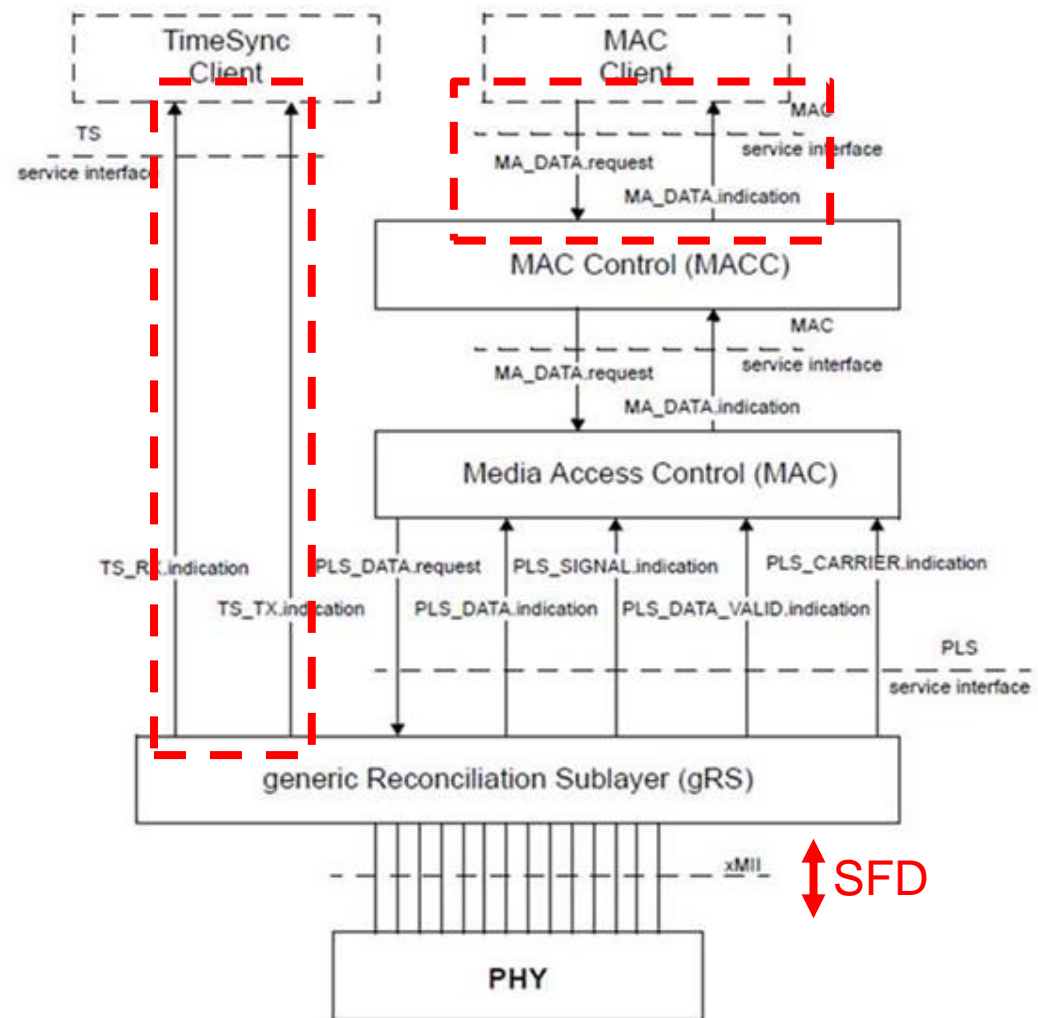 TimeSync
Client
MAC
Client
TS
service interface
MAC
service interface
MA_DATA.request
MA_DATA.indication
MAC Control (MACC)
MAC
service interface
MA_DATA.request
MA_DATA.indication
Media Access Control (MAC)
TS_RX.indication
PLS_DATA.request
PLS_SIGNAL.indication
PLS_CARRIER.indication
TS_TX.indication
PLS_DATA.indication
PLS_DATA_VALID.indication
PLS
service interface
generic Reconciliation Sublayer (gRS)
xMII
SFD
PHY